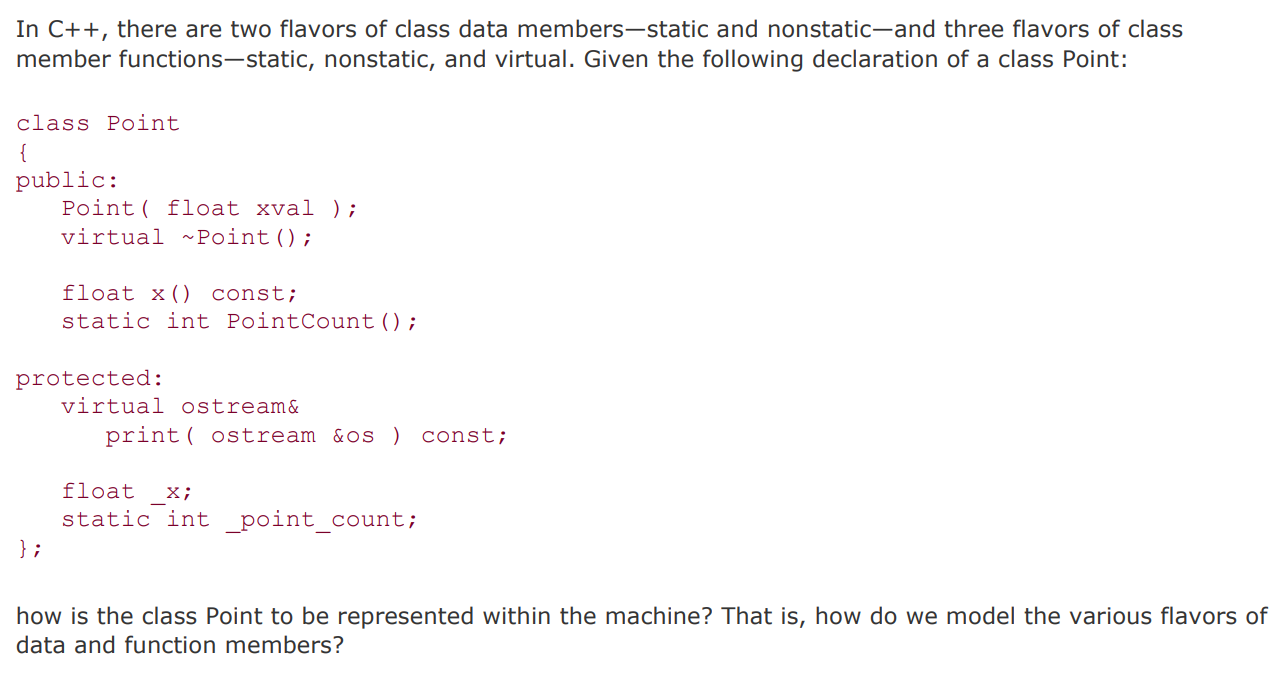 In C++, there are two flavors of class data members—static and nonstatic—and three flavors of class
member functions—static, nonstatic, and virtual. Given the following declaration of a class Point:
class Point
{
public:
   Point( float xval );
   virtual ~Point();
   float x() const;
   static int PointCount();
protected:
   virtual ostream&
      print( ostream &os ) const;
   float _x;
   static int _point_count;
};
how is the class Point to be represented within the machine? That is, how do we model the various flavors of
data and function members?